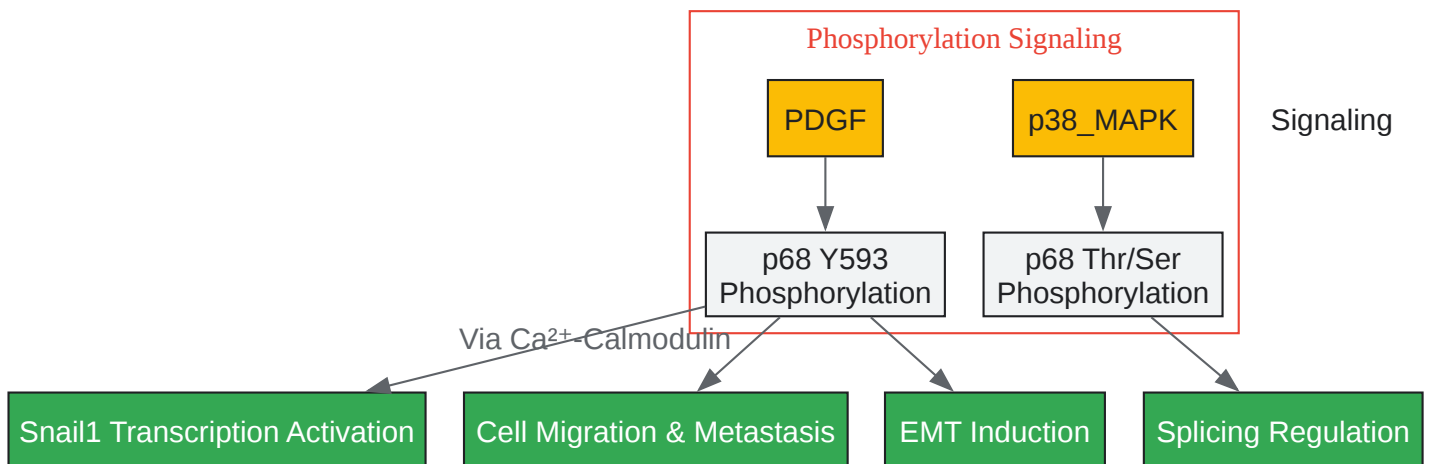 Phosphorylation Signaling
PDGF
p38_MAPK
Signaling
p68 Y593
Phosphorylation
p68 Thr/Ser
Phosphorylation
Via Ca²⁺-Calmodulin
Snail1 Transcription Activation
Cell Migration & Metastasis
EMT Induction
Splicing Regulation